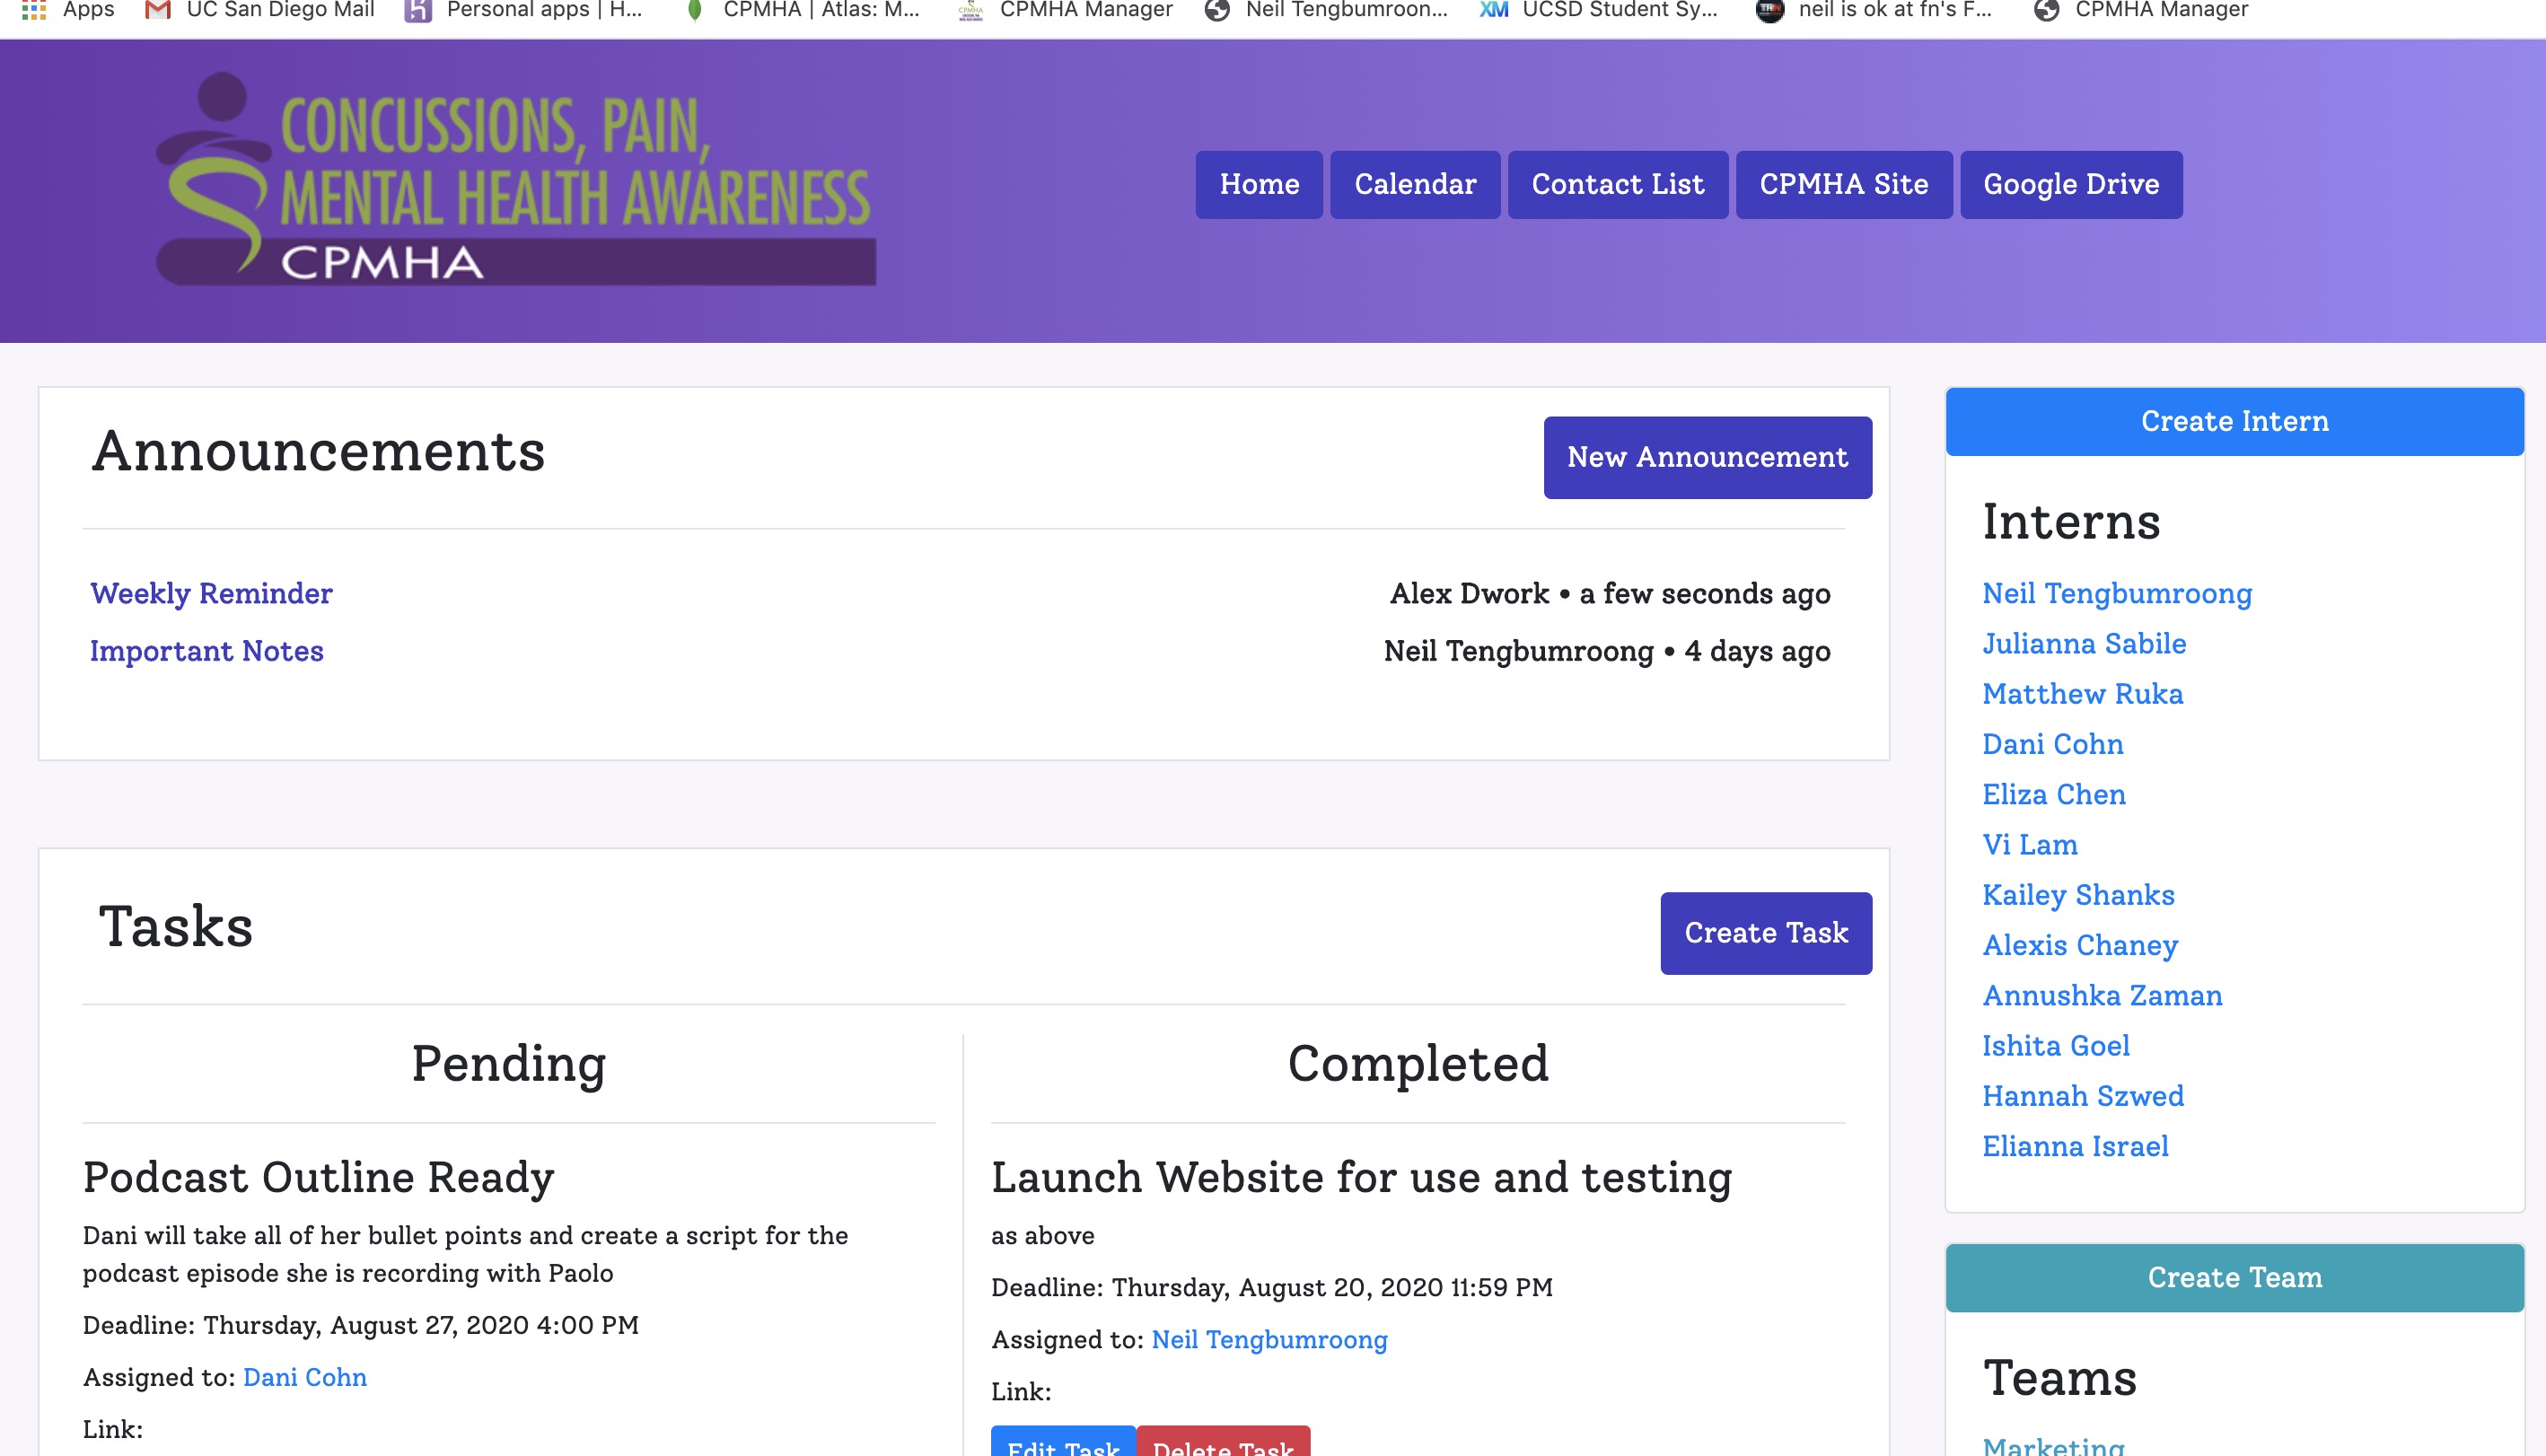 Apps UC San Diego Mail Personal apps | H... CPMHA | Atlas: M... CPMHA Manager Neil Tengbumroon... UCSD Student Sy... neil is ok at fn's F... CPMHA Manager
CONCUSSIONS, PAIN,
MENTAL HEALTH AWARENESS
CPMHA
Home Calendar Contact List CPMHA Site Google Drive
Announcements
New Announcement
Weekly Reminder Alex Dwork • a few seconds ago
Important Notes Neil Tengbumroong • 4 days ago
Tasks
Create Task
Pending
Podcast Outline Ready
Dani will take all of her bullet points and create a script for the
podcast episode she is recording with Paolo
Deadline: Thursday, August 27, 2020 4:00 PM
Assigned to: Dani Cohn
Link:
Completed
Launch Website for use and testing
as above
Deadline: Thursday, August 20, 2020 11:59 PM
Assigned to: Neil Tengbumroong
Link:
Edit Task Delete Task
Create Intern
Interns
Neil Tengbumroong
Julianna Sabile
Matthew Ruka
Dani Cohn
Eliza Chen
Vi Lam
Kailey Shanks
Alexis Chaney
Annushka Zaman
Ishita Goel
Hannah Szwed
Elianna Israel
Create Team
Teams
Marketing